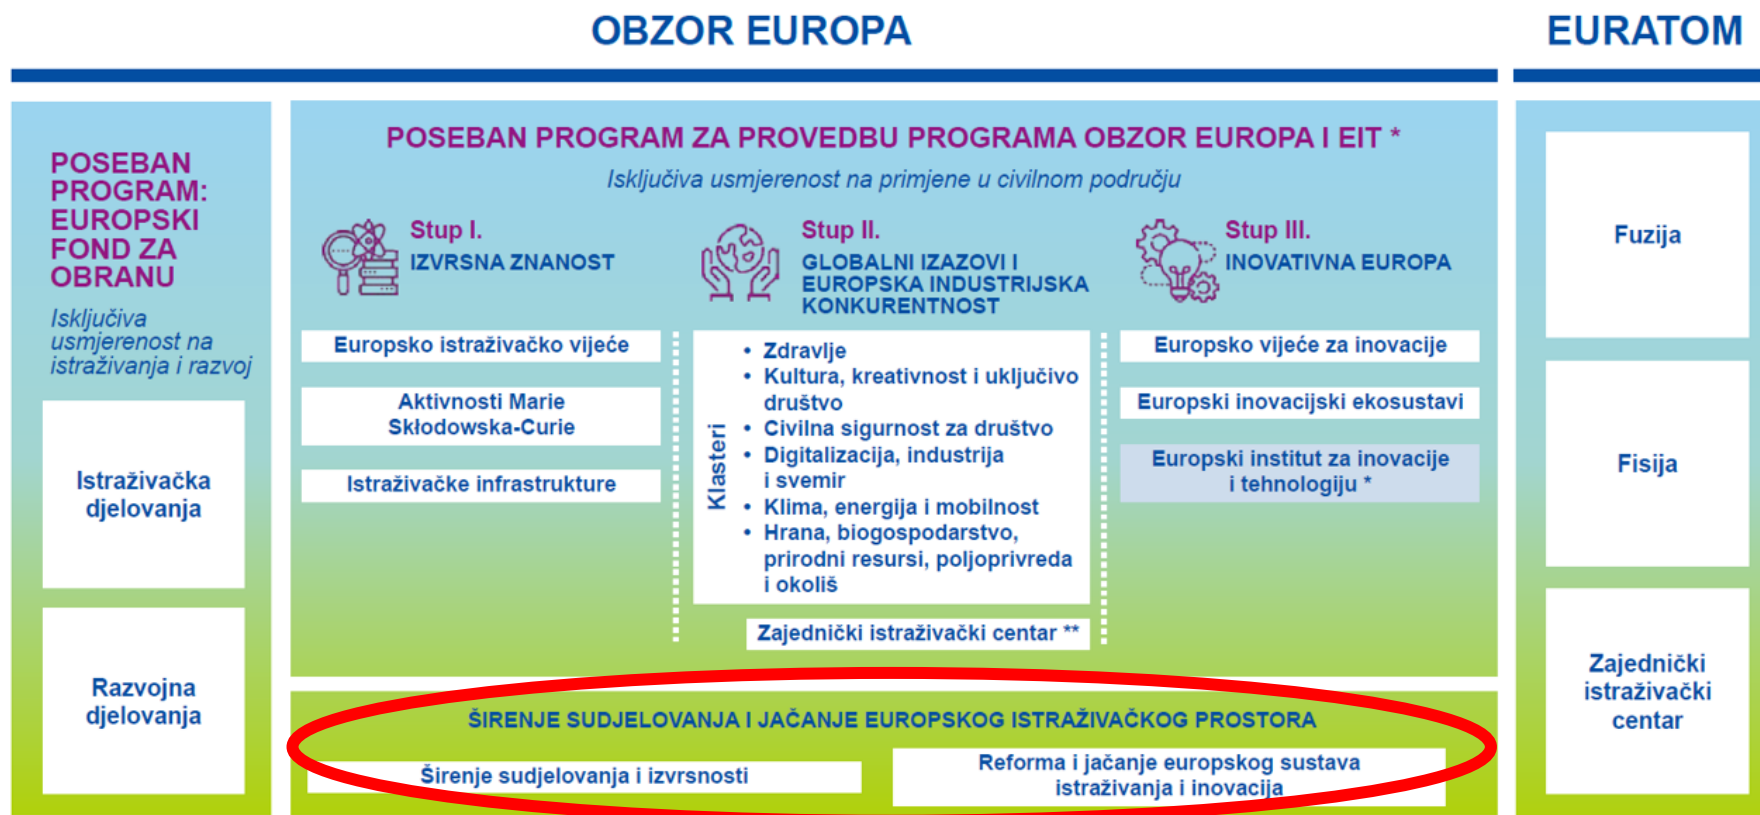 OBZOR EUROPA
EURATOM
POSEBAN
PROGRAM:
EUROPSKI
FOND ZA
OBRANU
Isključiva
usmjerenost na
istraživanja i razvoj
Istraživačka
djelovanja
Razvojna
djelovanja
POSEBAN PROGRAM ZA PROVEDBU PROGRAMA OBZOR EUROPA I EIT *
Isključiva usmjerenost na primjene u civilnom području
Stup I.
IZVRSNA ZNANOST
Europsko istraživačko vijeće
Aktivnosti Marie
Skłodowska-Curie
Istraživačke infrastrukture
Stup II.
GLOBALNI IZAZOVI I
EUROPSKA INDUSTRIJSKA
KONKURENTNOST
Klasteri
• Zdravlje
• Kultura, kreativnost i uključivo
društvo
• Civilna sigurnost za društvo
• Digitalizacija, industrija
i svemir
• Klima, energija i mobilnost
• Hrana, biogospodarstvo,
prirodni resursi, poljoprivreda
i okoliš
Zajednički istraživački centar **
Stup III.
INOVATIVNA EUROPA
Europsko vijeće za inovacije
Europski inovacijski ekosustavi
Europski institut za inovacije
i tehnologiju *
ŠIRENJE SUDJELOVANJA I JAČANJE EUROPSKOG ISTRAŽIVAČKOG PROSTORA
Širenje sudjelovanja i izvrsnosti
Reforma i jačanje europskog sustava
istraživanja i inovacija
Fuzija
Fisija
Zajednički
istraživački
centar